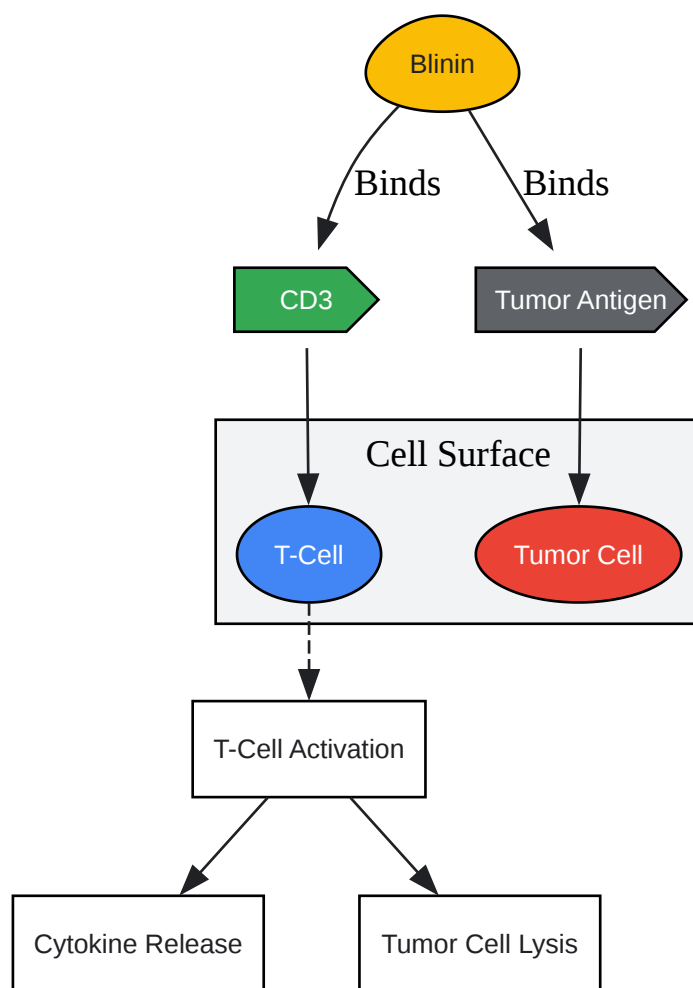 Blinin
Binds
Binds
CD3
Tumor Antigen
Cell Surface
T-Cell
Tumor Cell
T-Cell Activation
Cytokine Release
Tumor Cell Lysis